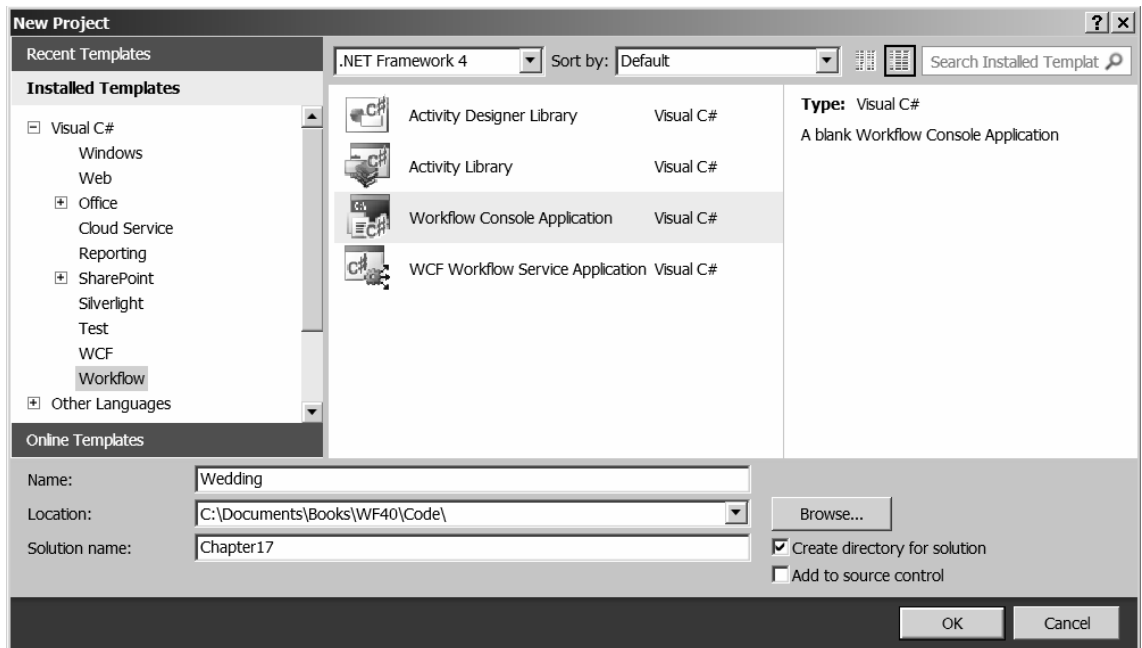 New Project
Recent Templates
.NET Framework 4
Sort by: Default
Search Installed Templat
Installed Templates
Visual C#
Windows
Web
Office
Cloud Service
Reporting
SharePoint
Silverlight
Test
WCF
Workflow
Other Languages
Online Templates
Activity Designer Library Visual C#
Activity Library Visual C#
Workflow Console Application Visual C#
WCF Workflow Service Application Visual C#
Type: Visual C#
A blank Workflow Console Application
Name: Wedding
Location: C:\Documents\Books\WF40\Code\
Browse...
Solution name: Chapter17
Create directory for solution
Add to source control
OK
Cancel